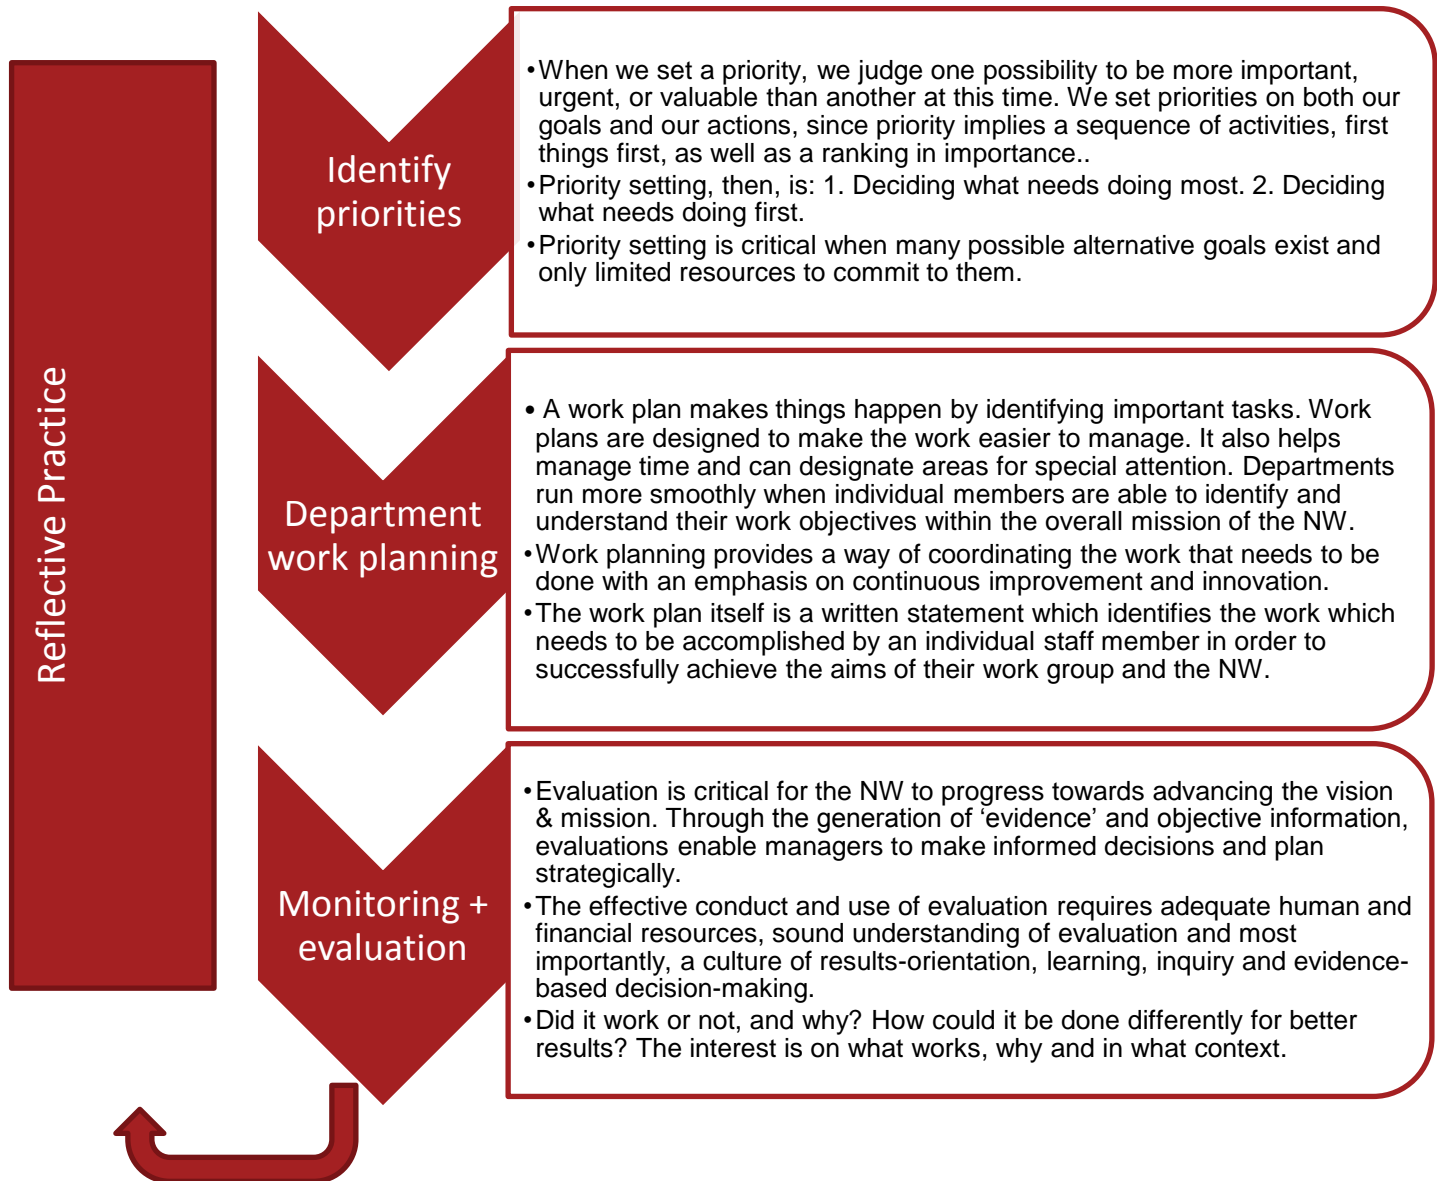 Reflective Practice
Identify
priorities
•When we set a priority, we judge one possibility to be more important,
urgent, or valuable than another at this time. We set priorities on both our
goals and our actions, since priority implies a sequence of activities, first
things first, as well as a ranking in importance..
•Priority setting, then, is: 1. Deciding what needs doing most. 2. Deciding
what needs doing first.
•Priority setting is critical when many possible alternative goals exist and
only limited resources to commit to them.
Department
work planning
• A work plan makes things happen by identifying important tasks. Work
plans are designed to make the work easier to manage. It also helps
manage time and can designate areas for special attention. Departments
run more smoothly when individual members are able to identify and
understand their work objectives within the overall mission of the NW.
•Work planning provides a way of coordinating the work that needs to be
done with an emphasis on continuous improvement and innovation.
•The work plan itself is a written statement which identifies the work which
needs to be accomplished by an individual staff member in order to
successfully achieve the aims of their work group and the NW.
Monitoring +
evaluation
•Evaluation is critical for the NW to progress towards advancing the vision
& mission. Through the generation of ‘evidence’ and objective information,
evaluations enable managers to make informed decisions and plan
strategically.
•The effective conduct and use of evaluation requires adequate human and
financial resources, sound understanding of evaluation and most
importantly, a culture of results-orientation, learning, inquiry and evidence-
based decision-making.
•Did it work or not, and why? How could it be done differently for better
results? The interest is on what works, why and in what context.